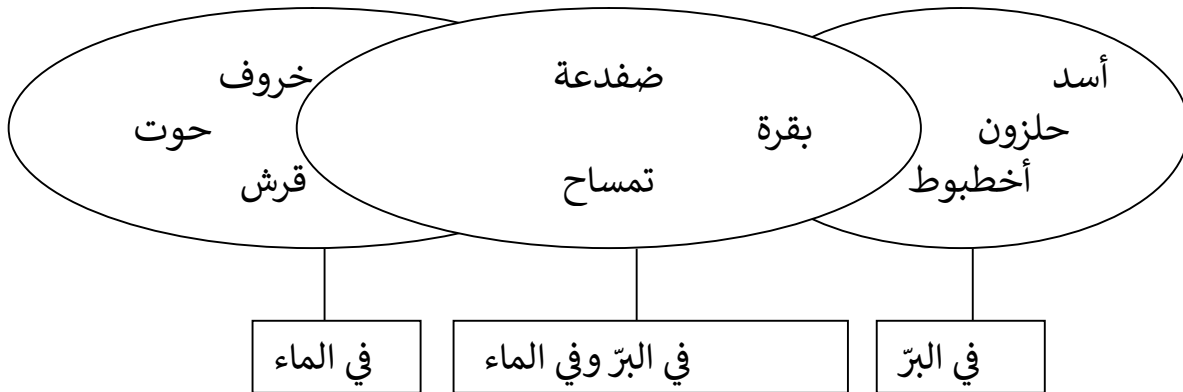 أسد
ضفدعة
خروف
حلزون
بقرة
حوت
أخطبوط
تمساح
قرش
في البرّ
في البرّ وفي الماء
في الماء